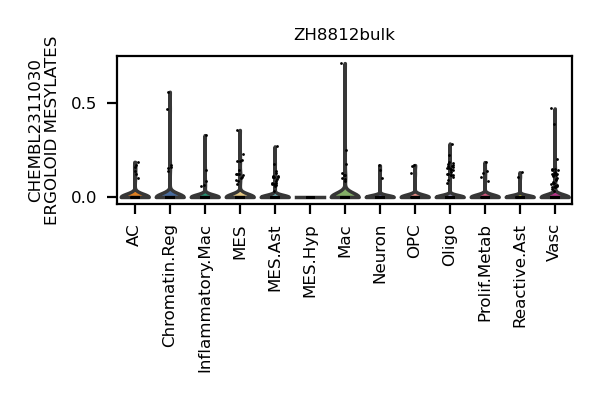 ZH8812bulk
CHEMBL2311030
ERGOLOID MESYLATES
0.5
0.0
AC
Chromatin.Reg
Inflammatory.Mac
MES
MES.Ast
MES.Hyp
Mac
Neuron
OPC
Oligo
Prolif.Metab
Reactive.Ast
Vasc